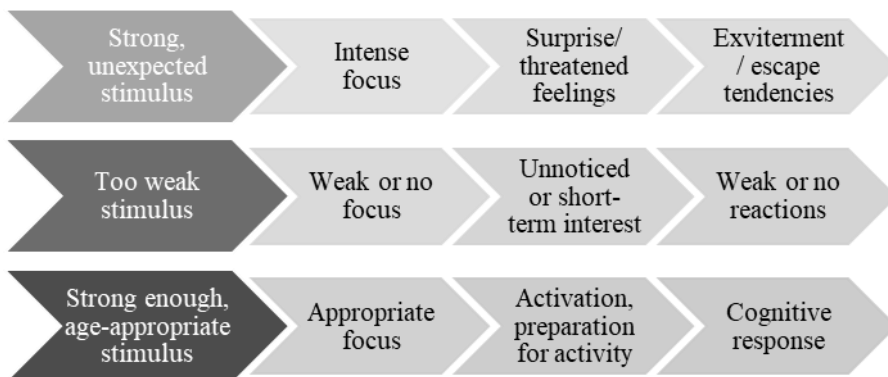 Strong,
unexpected
stimulus
Intense
focus
Surprise/
threatened
feelings
Exviterment
/ escape
tendencies
Too weak
stimulus
Weak or no
focus
Unnoticed
or short-
term interest
Weak or no
reactions
Strong enough,
age-appropriate
stimulus
Appropriate
focus
Activation,
preparation
for activity
Cognitive
response